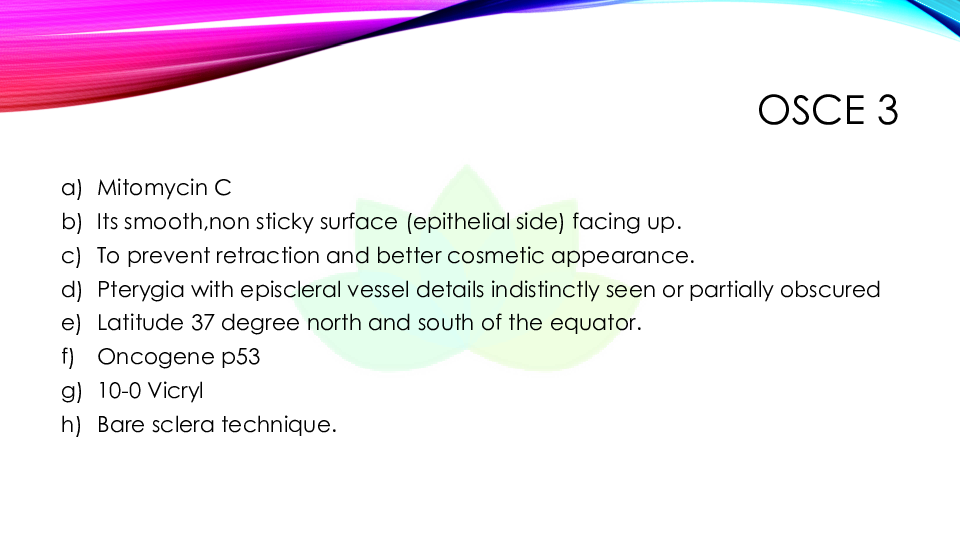 OSCE 3
a) Mitomycin C
b) Its smooth,non sticky surface (epithelial side) facing up.
c) To prevent retraction and better cosmetic appearance.
d) Pterygia with episcleral vessel details indistinctly seen or partially obscured
e) Latitude 37 degree north and south of the equator.
f) Oncogene p53
g) 10-0 Vicryl
h) Bare sclera technique.